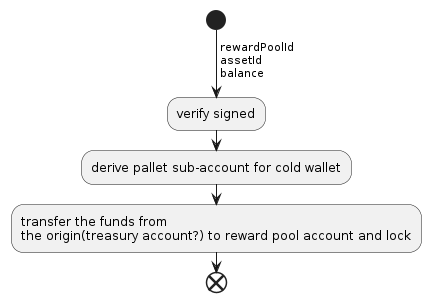 rewardPoolId
assetId
balance
verify signed
derive pallet sub-account for cold wallet
transfer the funds from
the origin(treasury account?) to reward pool account and lock